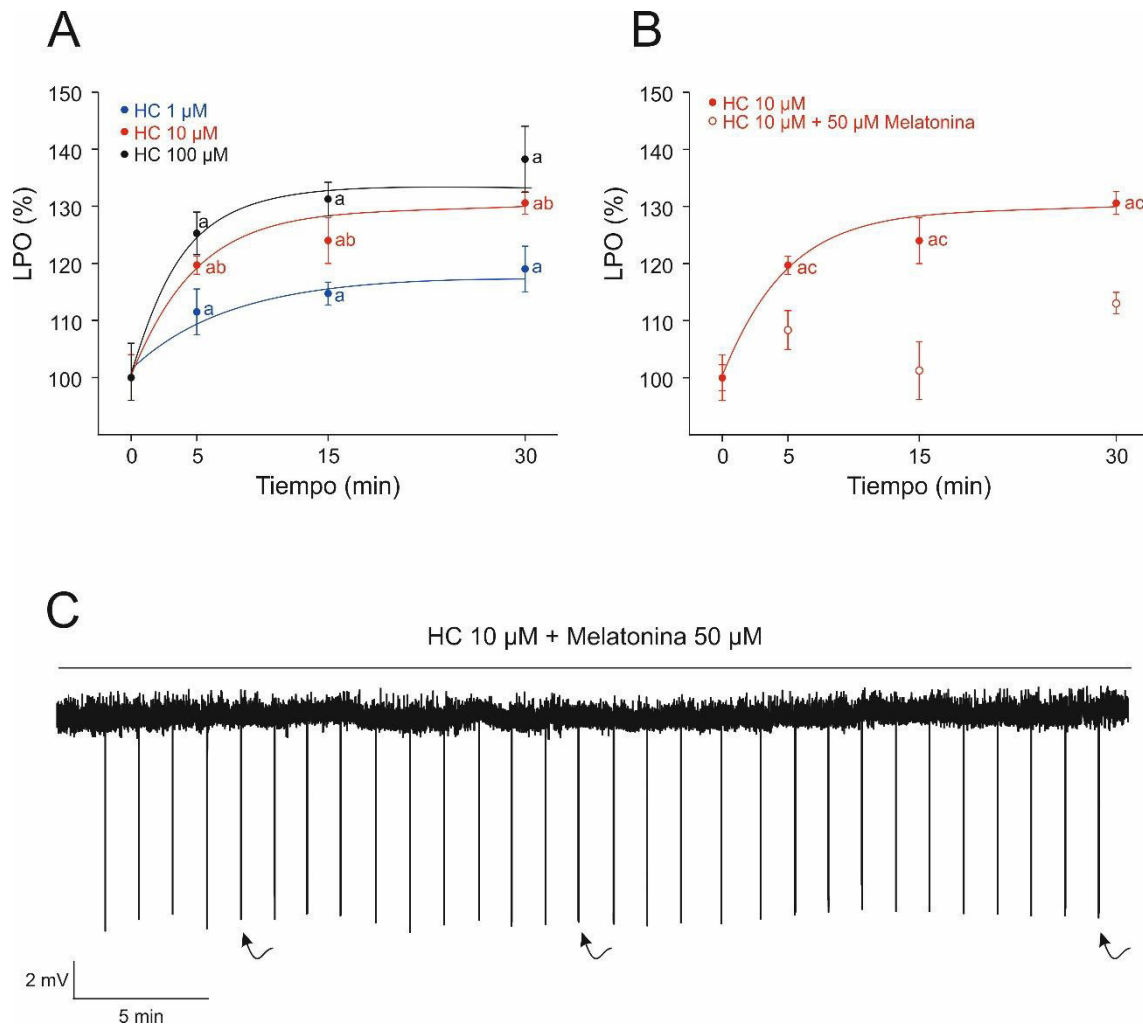 A
150
140
130
120
110
100
LPO (%)
HC 1 µM
HC 10 µM
HC 100 µM
a
a
a
ab
ab
ab
a
a
a
0 5 15 30
Tiempo (min)
B
150
140
130
120
110
100
LPO (%)
HC 10 µM
HC 10 µM + 50 µM Melatonina
ac
ac
ac
0 5 15 30
Tiempo (min)
C
HC 10 µM + Melatonina 50 µM
2 mV
5 min